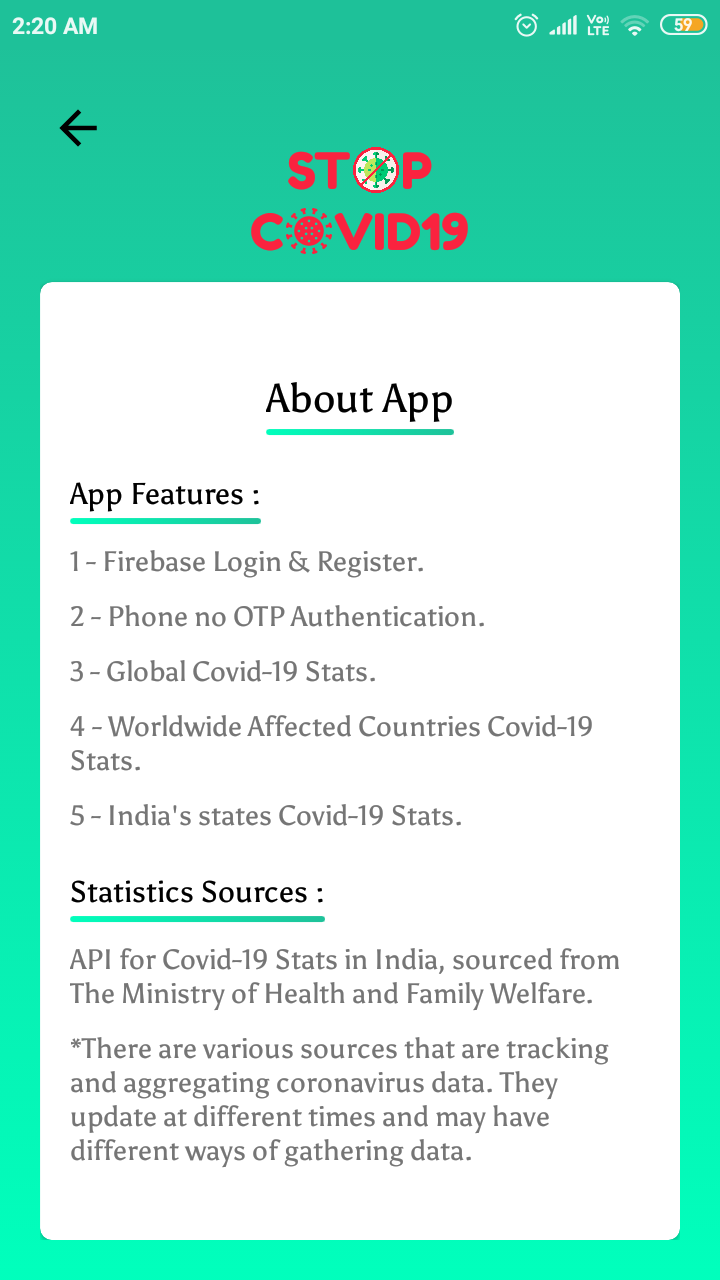 2:20 AM
Vo))
LTE
59
STOP
COVID19
About App
App Features :
1 - Firebase Login & Register.
2 - Phone no OTP Authentication.
3 - Global Covid-19 Stats.
4 - Worldwide Affected Countries Covid-19
Stats.
5 - India's states Covid-19 Stats.
Statistics Sources :
API for Covid-19 Stats in India, sourced from
The Ministry of Health and Family Welfare.
*There are various sources that are tracking
and aggregating coronavirus data. They
update at different times and may have
different ways of gathering data.